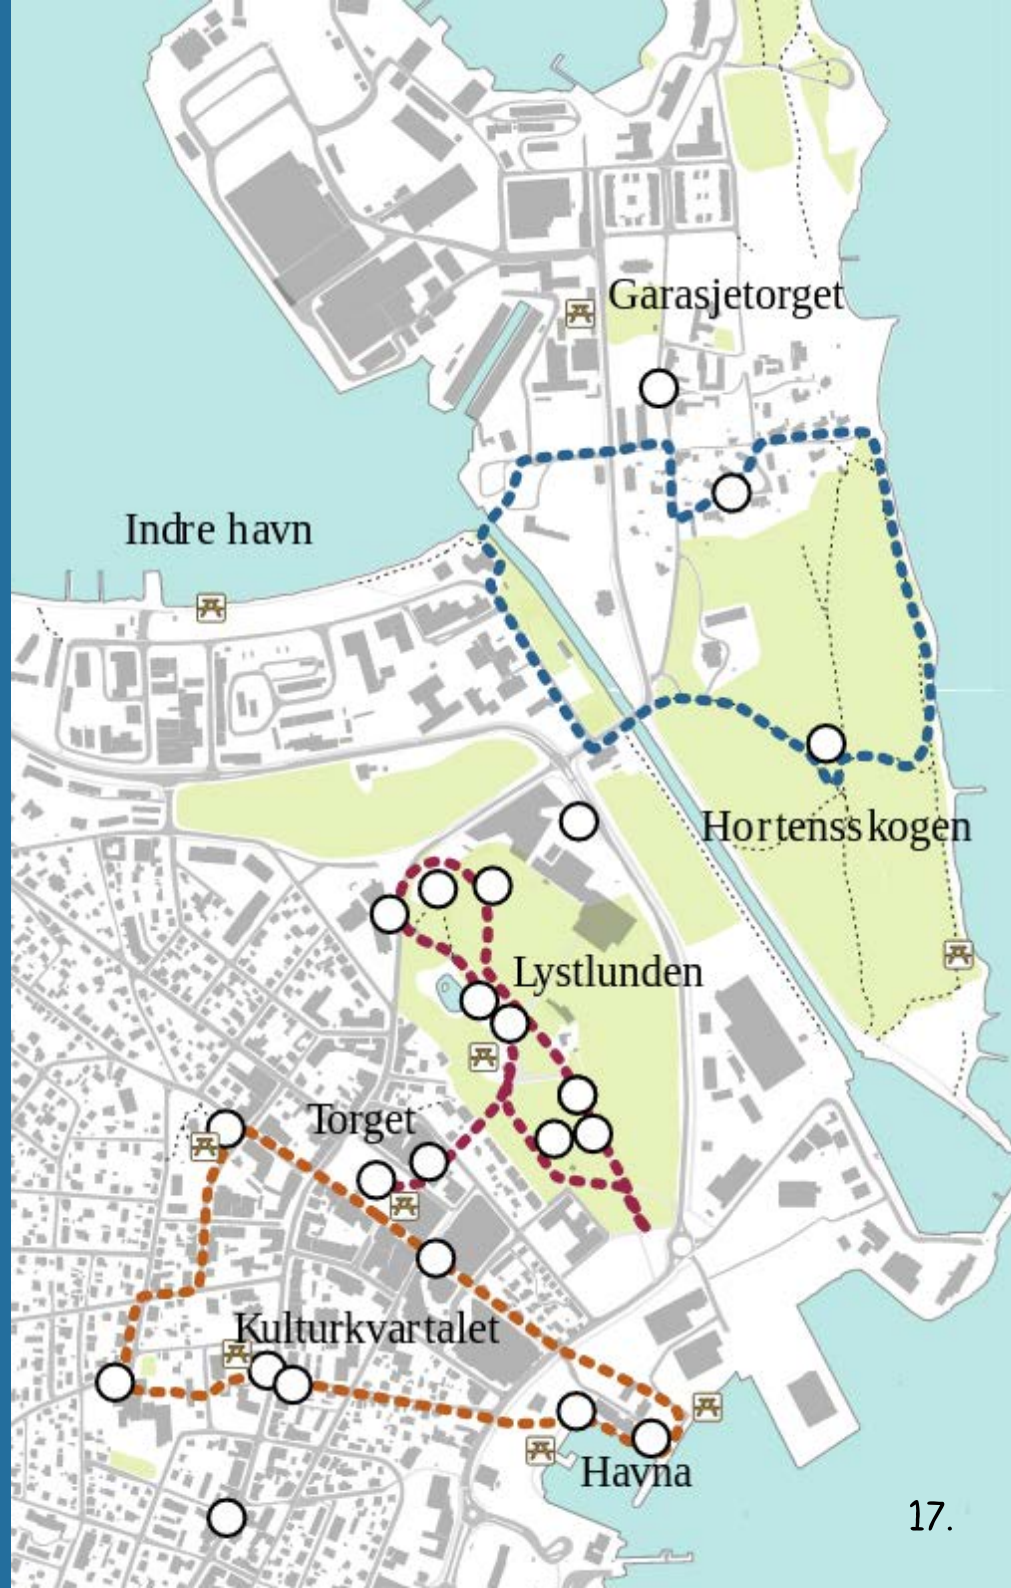 Garasjetorget
Indre havn
Hortensskogen
Lystlunden
Torget
Kulturkvartalet
Havna
17.